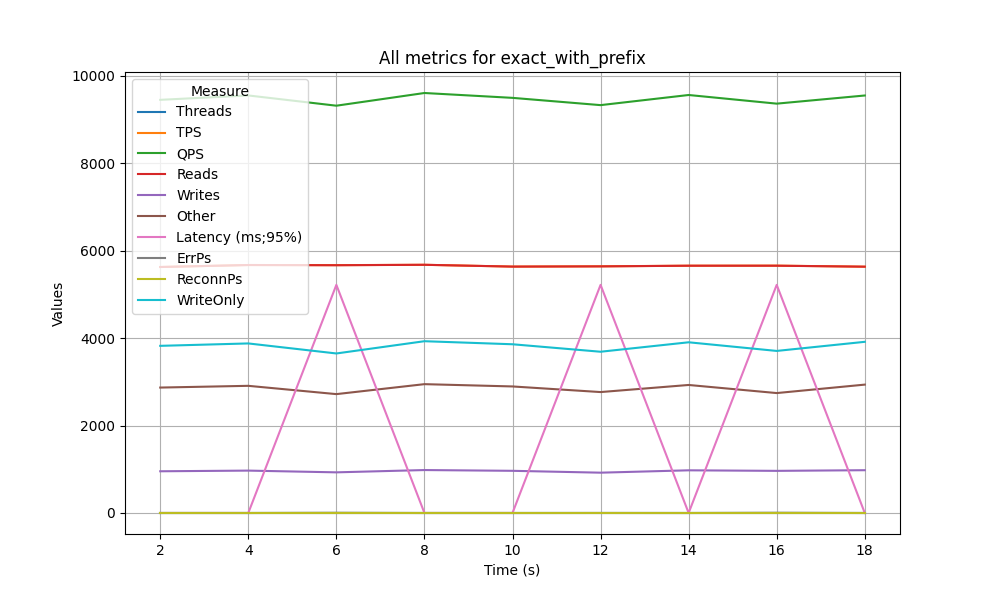 All metrics for exact_with_prefix
10000
8000
6000
4000
2000
0
Values
Measure
Threads
TPS
QPS
Reads
Writes
Other
Latency (ms;95%)
ErrPs
ReconnPs
WriteOnly
2 4 6 8 10 12 14 16 18
Time (s)